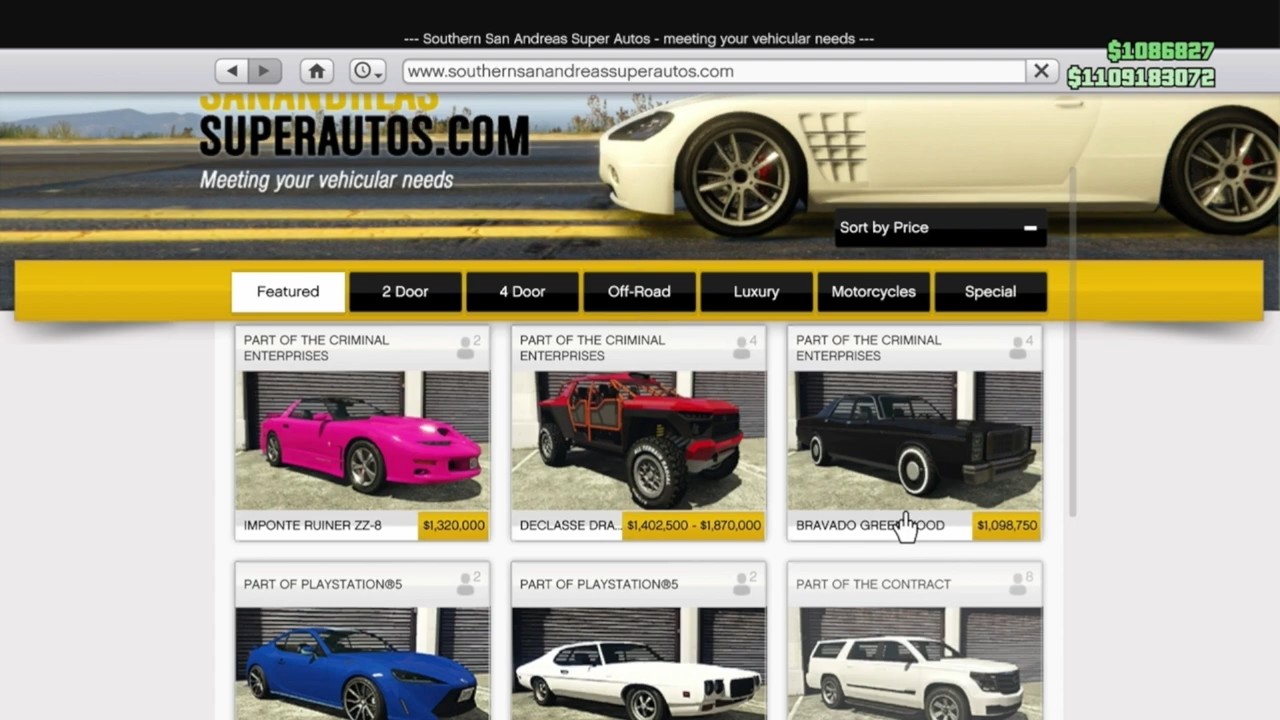 --- Southern San Andreas Super Autos - meeting your vehicular needs ---
$1086827
www.southernsanandreassuperautos.com
$1109183072
SANANDREAS
SUPERAUTOS.COM
Meeting your vehicular needs
Sort by Price
Featured
2 Door
4 Door
Off-Road
Luxury
Motorcycles
Special
PART OF THE CRIMINAL
ENTERPRISES
2
PART OF THE CRIMINAL
ENTERPRISES
4
PART OF THE CRIMINAL
ENTERPRISES
4
IMPONTE RUINER ZZ-8
$1,320,000
DECLASSE DRA...
$1,402,500 - $1,870,000
BRAVADO GREENWOOD
$1,098,750
PART OF PLAYSTATION®5
2
PART OF PLAYSTATION®5
2
PART OF THE CONTRACT
8